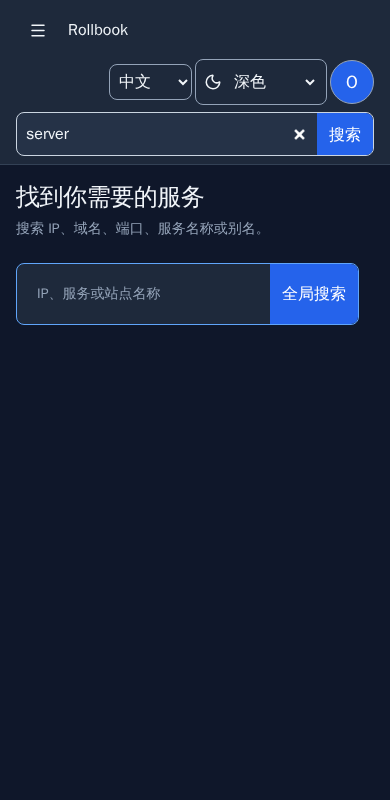 Rollbook
中文
深色
O
server
搜索
找到你需要的服务
搜索 IP、域名、端口、服务名称或别名。
IP、服务或站点名称
全局搜索